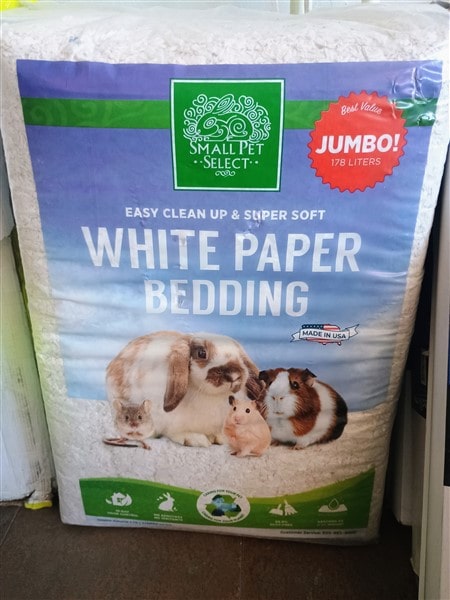 Best Value
JUMBO!
178 LITERS
SMALL PET
SELECT
EASY CLEAN UP & SUPER SOFT
WHITE PAPER
BEDDING
MADE IN USA